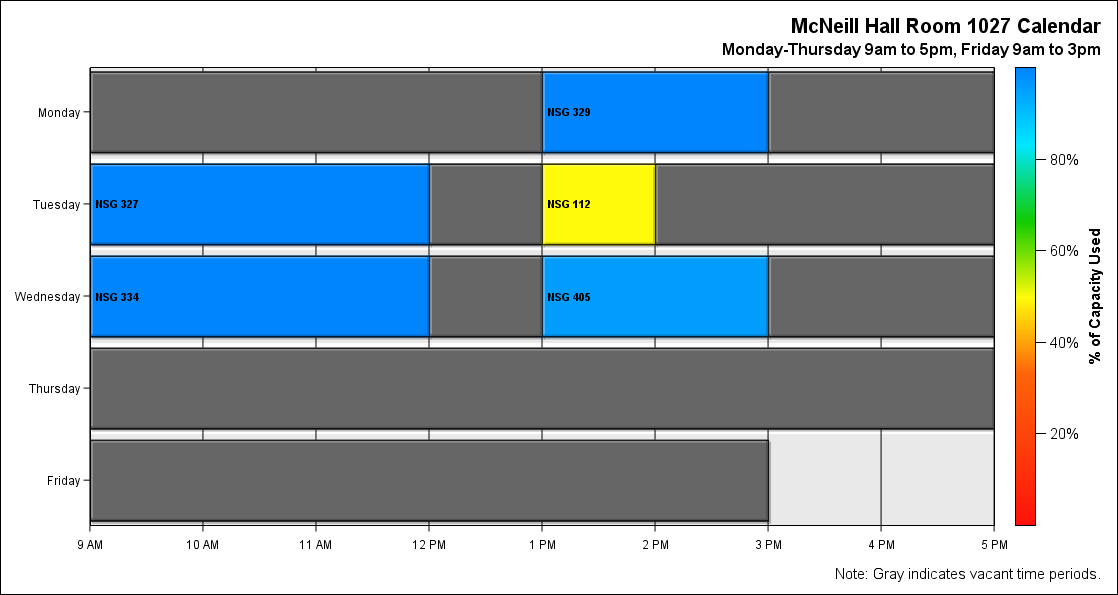 McNeill Hall Room 1027 Calendar
Monday-Thursday 9am to 5pm, Friday 9am to 3pm
Monday
NSG 329
Tuesday
NSG 327
NSG 112
Wednesday
NSG 334
NSG 405
Thursday
Friday
9 AM
10 AM
11 AM
12 PM
1 PM
2 PM
3 PM
4 PM
5 PM
80%
60%
40%
20%
% of Capacity Used
Note: Gray indicates vacant time periods.